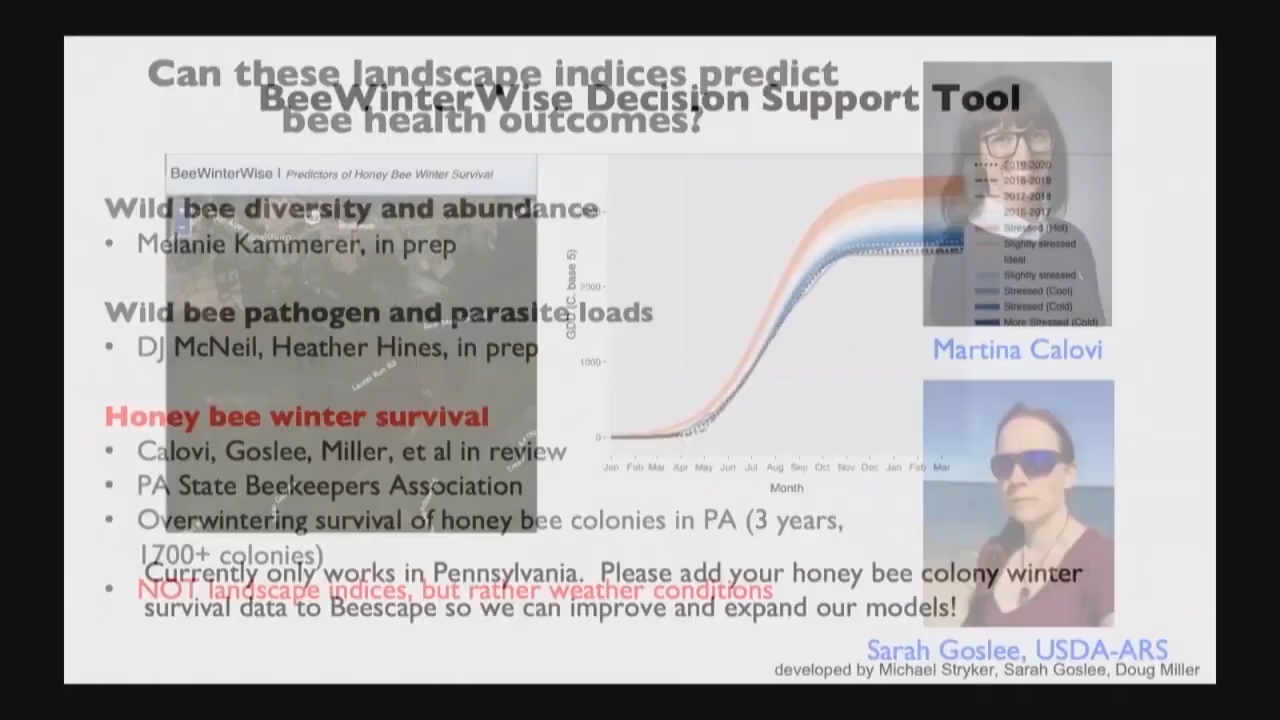 Can these landscape indices predict
bee health outcomes?
BeeWinterWise Decision Support Tool
BeeWinterWise | Predictors of Honey Bee Winter Survival
Wild bee diversity and abundance
• Melanie Kammerer, in prep
Wild bee pathogen and parasite loads
• DJ McNeil, Heather Hines, in prep
Honey bee winter survival
• Calovi, Goslee, Miller, et al in review
• PA State Beekeepers Association
• Overwintering survival of honey bee colonies in PA (3 years,
1700+ colonies)
• NOT landscape indices, but rather weather conditions
Laurel Run Rd
GDD (C, base 5)
2000
1000
0
Jan Feb Mar Apr May Jun Jul Aug Sep Oct Nov Dec Jan Feb Mar
Month
2019-2020
2018-2019
2017-2018
2016-2017
Stressed (Hot)
Slightly stressed
Ideal
Slightly stressed
Stressed (Cool)
Stressed (Cold)
More Stressed (Cold)
Martina Calovi
Currently only works in Pennsylvania. Please add your honey bee colony winter
survival data to Beescape so we can improve and expand our models!
Sarah Goslee, USDA-ARS
developed by Michael Stryker, Sarah Goslee, Doug Miller